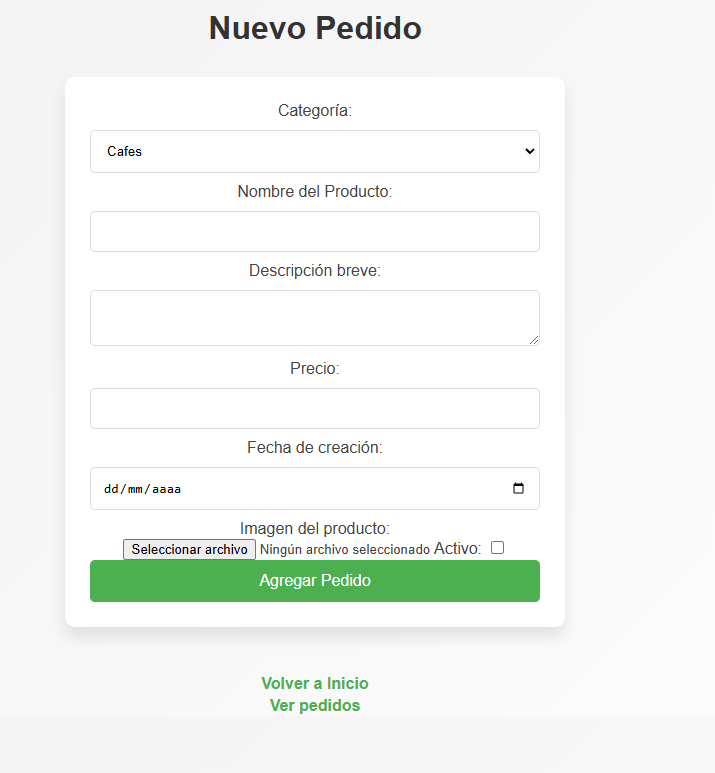 Nuevo Pedido
Categoría:
Cafes
Nombre del Producto:
Descripción breve:
Precio:
Fecha de creación:
dd/mm/aaaa
Imagen del producto:
Seleccionar archivo Ningún archivo seleccionado Activo:
Agregar Pedido
Volver a Inicio
Ver pedidos